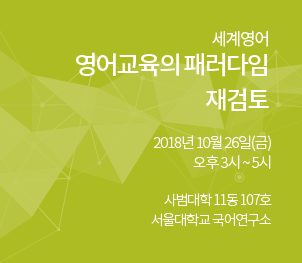 세계영어
영어교육의 패러다임
재검토
2018년 10월 26일(금)
오후 3시 ~ 5시
사범대학 11동 107호
서울대학교 국어연구소